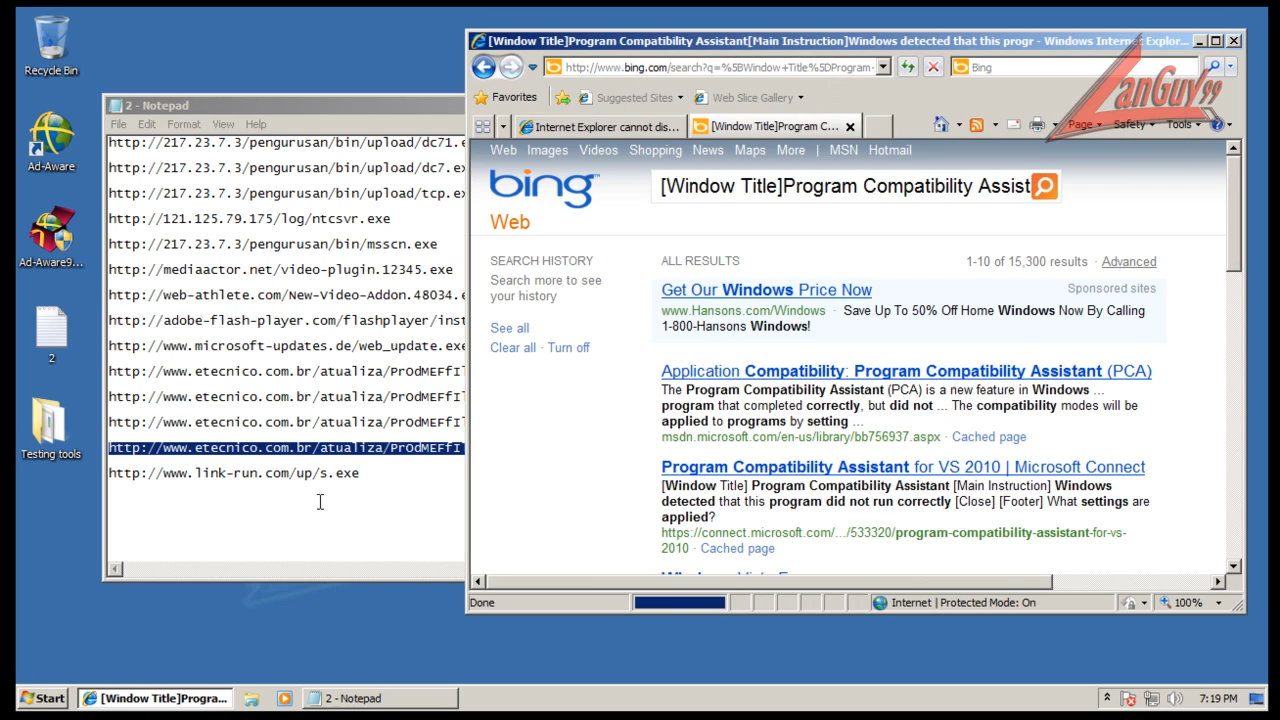 Recycle Bin
Ad-Aware
Ad-Aware9...
2
Testing tools
2 - Notepad
File Edit Format View Help
http://217.23.7.3/pengurusan/bin/upload/dc71.e
http://217.23.7.3/pengurusan/bin/upload/dc7.ex
http://217.23.7.3/pengurusan/bin/upload/tcp.ex
http://121.125.79.175/log/ntcsvr.exe
http://217.23.7.3/pengurusan/bin/msscn.exe
http://mediaactor.net/video-plugin.12345.exe
http://web-athlete.com/New-Video-Addon.48034.e
http://adobe-flash-player.com/flashplayer/inst
http://www.microsoft-updates.de/web_update.exe
http://www.etecnico.com.br/atualiza/PrOdMEFfIl
http://www.etecnico.com.br/atualiza/PrOdMEFfIl
http://www.etecnico.com.br/atualiza/PrOdMEFfIl
http://www.etecnico.com.br/atualiza/PrOdMEFfI
http://www.link-run.com/up/s.exe
[Window Title]Program Compatibility Assistant[Main Instruction]Windows detected that this progr - Windows Internet Explor...
http://www.bing.com/search?q=%5BWindow+Title%5DProgram-
Bing
LanGuy99
Favorites Suggested Sites Web Slice Gallery
Internet Explorer cannot dis... [Window Title]Program C...
Page Safety Tools
Web Images Videos Shopping News Maps More | MSN Hotmail
bing
[Window Title]Program Compatibility Assist
Web
SEARCH HISTORY
Search more to see
your history
See all
Clear all · Turn off
ALL RESULTS 1-10 of 15,300 results · Advanced
Get Our Windows Price Now Sponsored sites
www.Hansons.com/Windows · Save Up To 50% Off Home Windows Now By Calling
1-800-Hansons Windows!
Application Compatibility: Program Compatibility Assistant (PCA)
The Program Compatibility Assistant (PCA) is a new feature in Windows ...
program that completed correctly, but did not ... The compatibility modes will be
applied to programs by setting ...
msdn.microsoft.com/en-us/library/bb756937.aspx · Cached page
Program Compatibility Assistant for VS 2010 | Microsoft Connect
[Window Title] Program Compatibility Assistant [Main Instruction] Windows
detected that this program did not run correctly [Close] [Footer] What settings are
applied?
https://connect.microsoft.com/.../533320/program-compatibility-assistant-for-vs-
2010 · Cached page
Done Internet | Protected Mode: On 100%
Start [Window Title]Progra... 2 - Notepad 7:19 PM